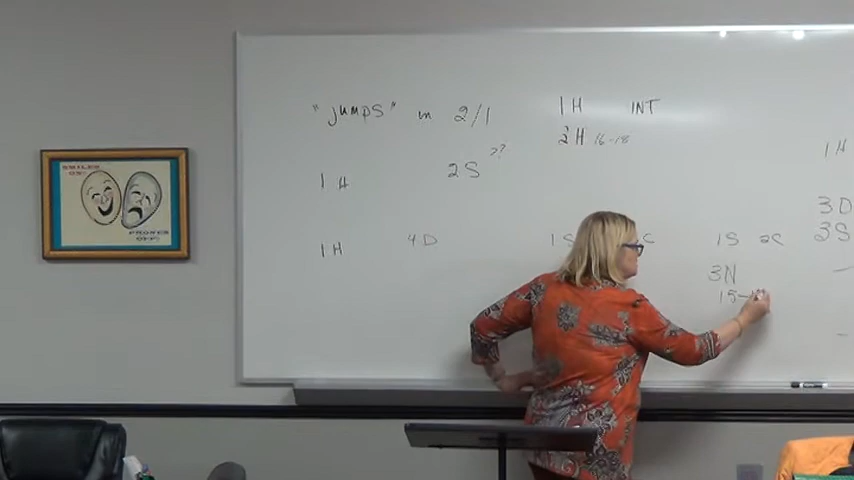 "jumps" in 2/1
1H 1NT
2H 16-18
1H 2S ??
1H 4D
1S
C
1S 2C
3N
15-
1H
3D
3S
SMILES
ON!
FROWNS
OFF!